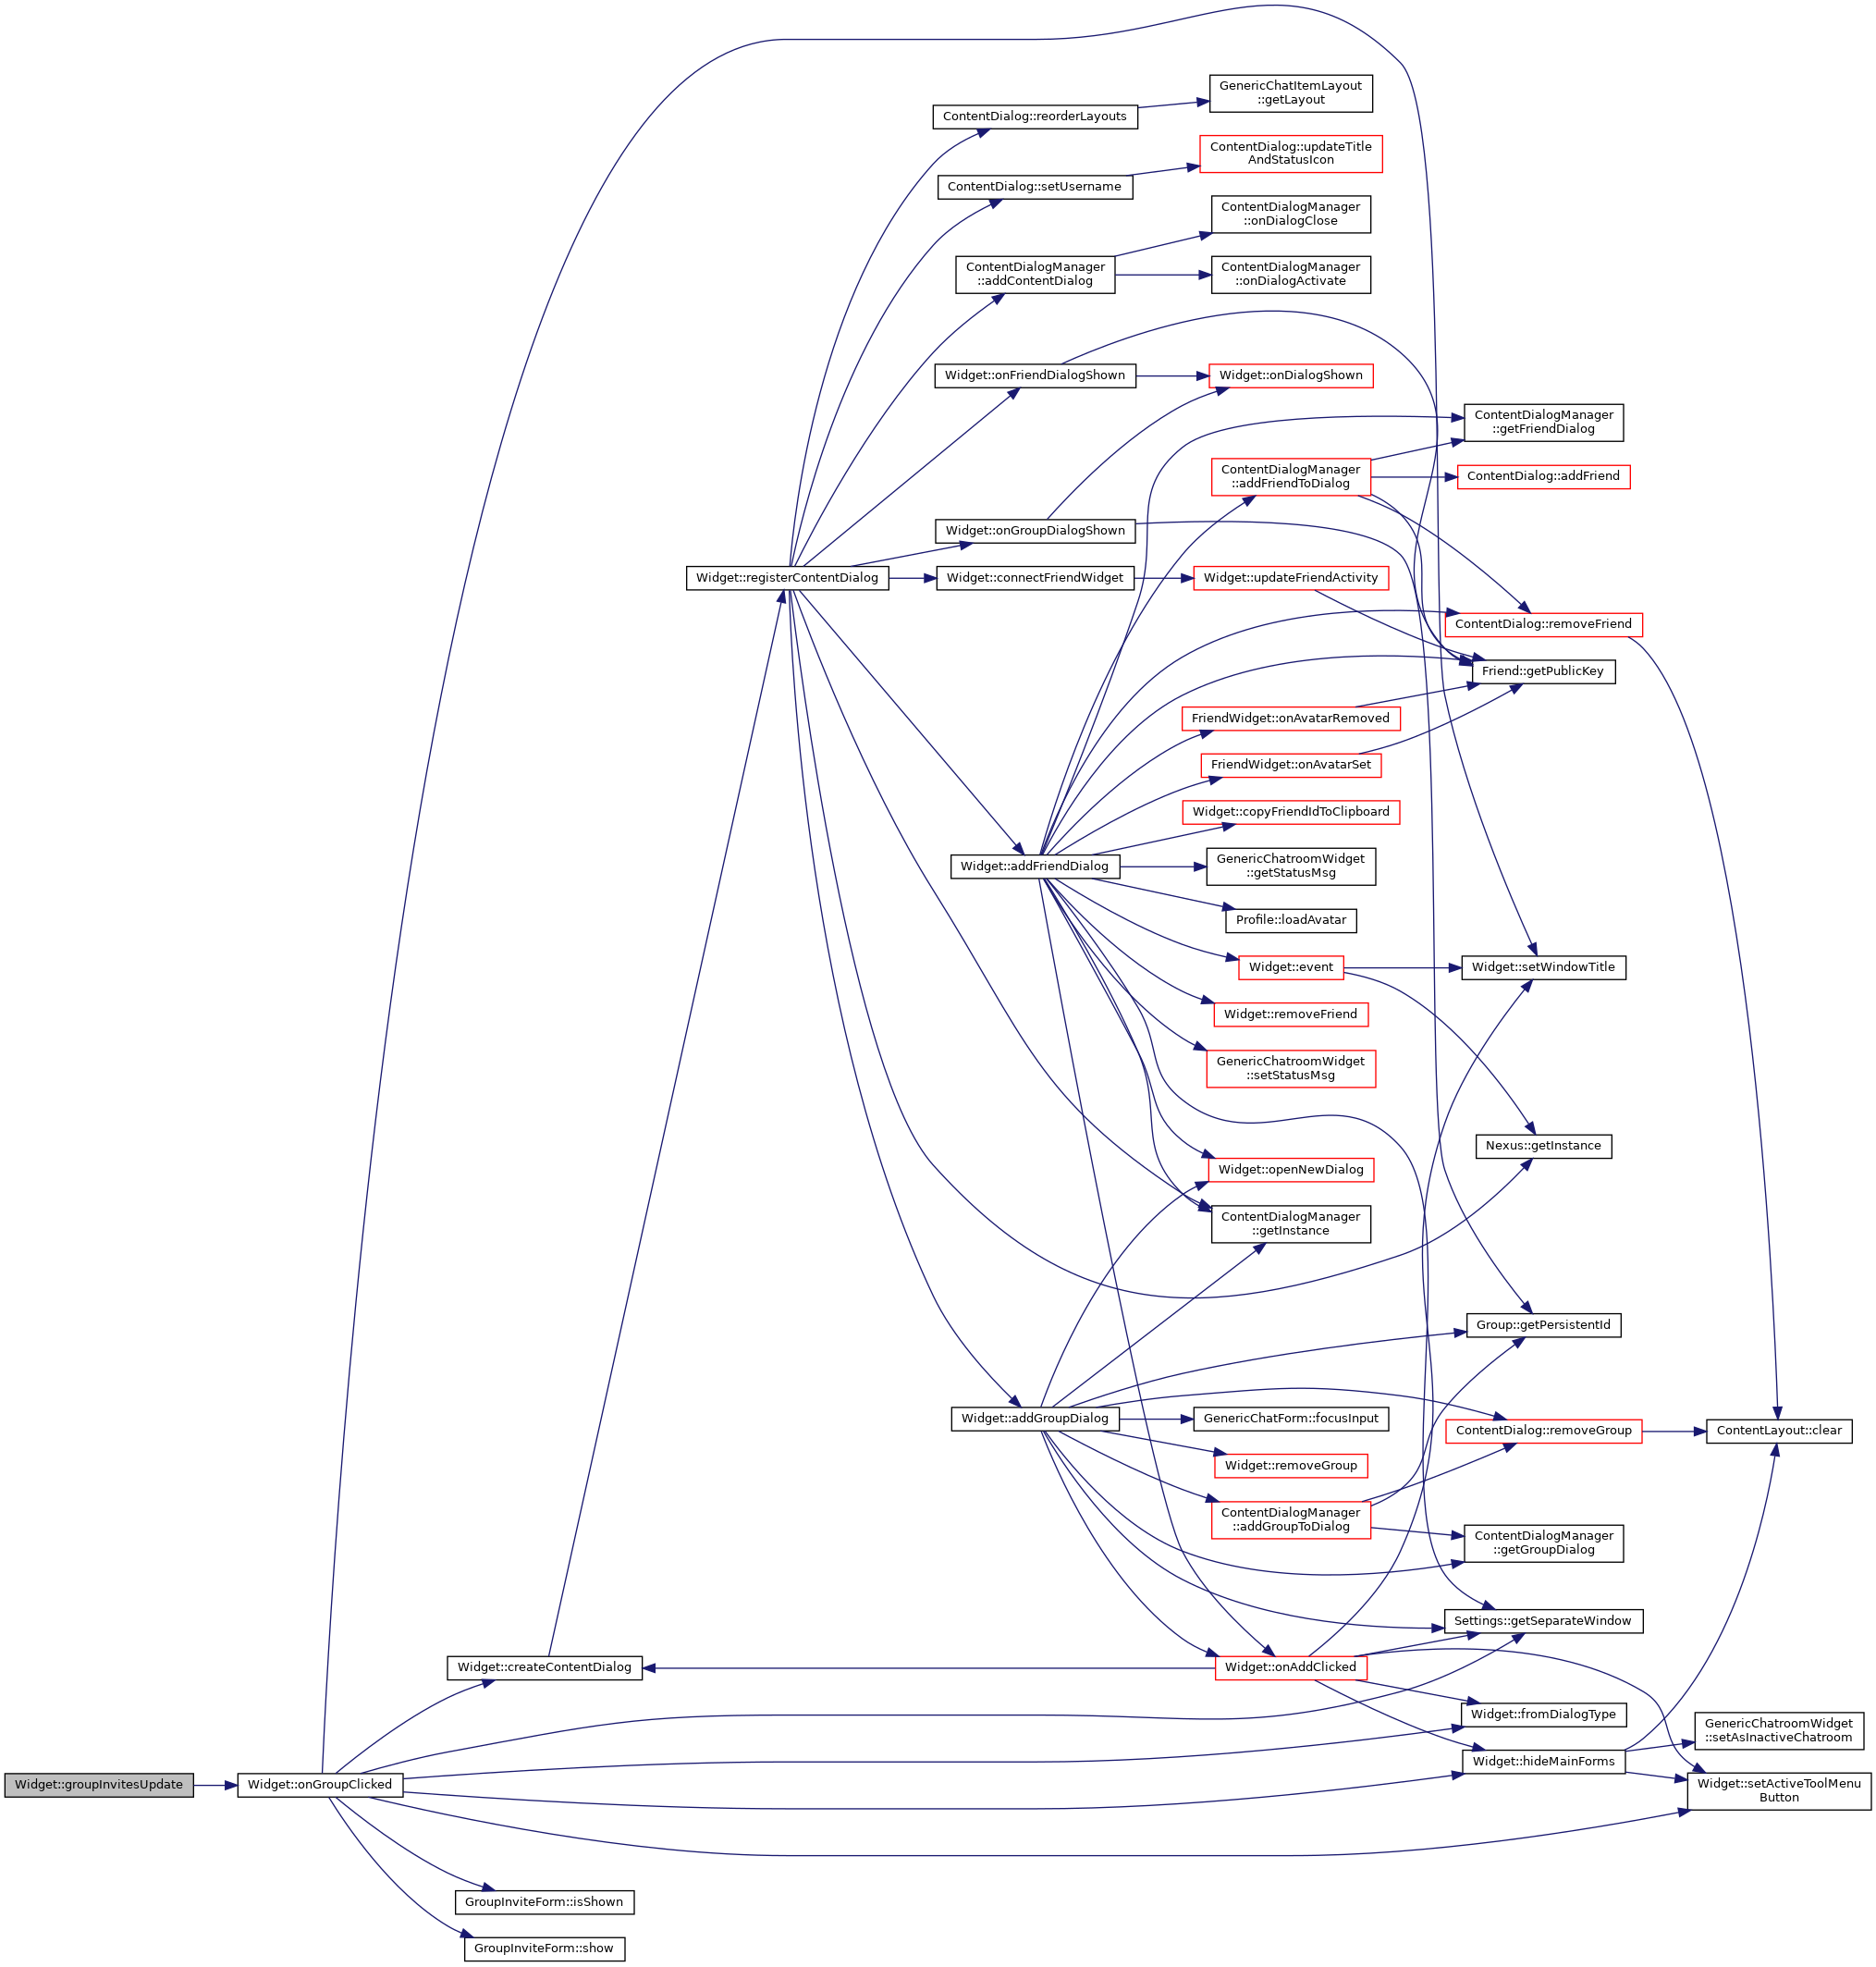 GenericChatItemLayout
::getLayout
ContentDialog::reorderLayouts
ContentDialog::updateTitle
AndStatusIcon
ContentDialog::setUsername
ContentDialogManager
::onDialogClose
ContentDialogManager
::addContentDialog
ContentDialogManager
::onDialogActivate
Widget::onFriendDialogShown
Widget::onDialogShown
ContentDialogManager
::getFriendDialog
ContentDialogManager
::addFriendToDialog
ContentDialog::addFriend
Widget::onGroupDialogShown
Widget::registerContentDialog
Widget::connectFriendWidget
Widget::updateFriendActivity
ContentDialog::removeFriend
Friend::getPublicKey
FriendWidget::onAvatarRemoved
FriendWidget::onAvatarSet
Widget::copyFriendIdToClipboard
Widget::addFriendDialog
GenericChatroomWidget
::getStatusMsg
Profile::loadAvatar
Widget::event
Widget::setWindowTitle
Widget::removeFriend
GenericChatroomWidget
::setStatusMsg
Nexus::getInstance
Widget::openNewDialog
ContentDialogManager
::getInstance
Group::getPersistentId
Widget::addGroupDialog
GenericChatForm::focusInput
ContentDialog::removeGroup
ContentLayout::clear
Widget::removeGroup
ContentDialogManager
::addGroupToDialog
ContentDialogManager
::getGroupDialog
Settings::getSeparateWindow
Widget::createContentDialog
Widget::onAddClicked
Widget::fromDialogType
GenericChatroomWidget
::setAsInactiveChatroom
Widget::hideMainForms
Widget::groupInvitesUpdate
Widget::onGroupClicked
Widget::setActiveToolMenu
Button
GroupInviteForm::isShown
GroupInviteForm::show